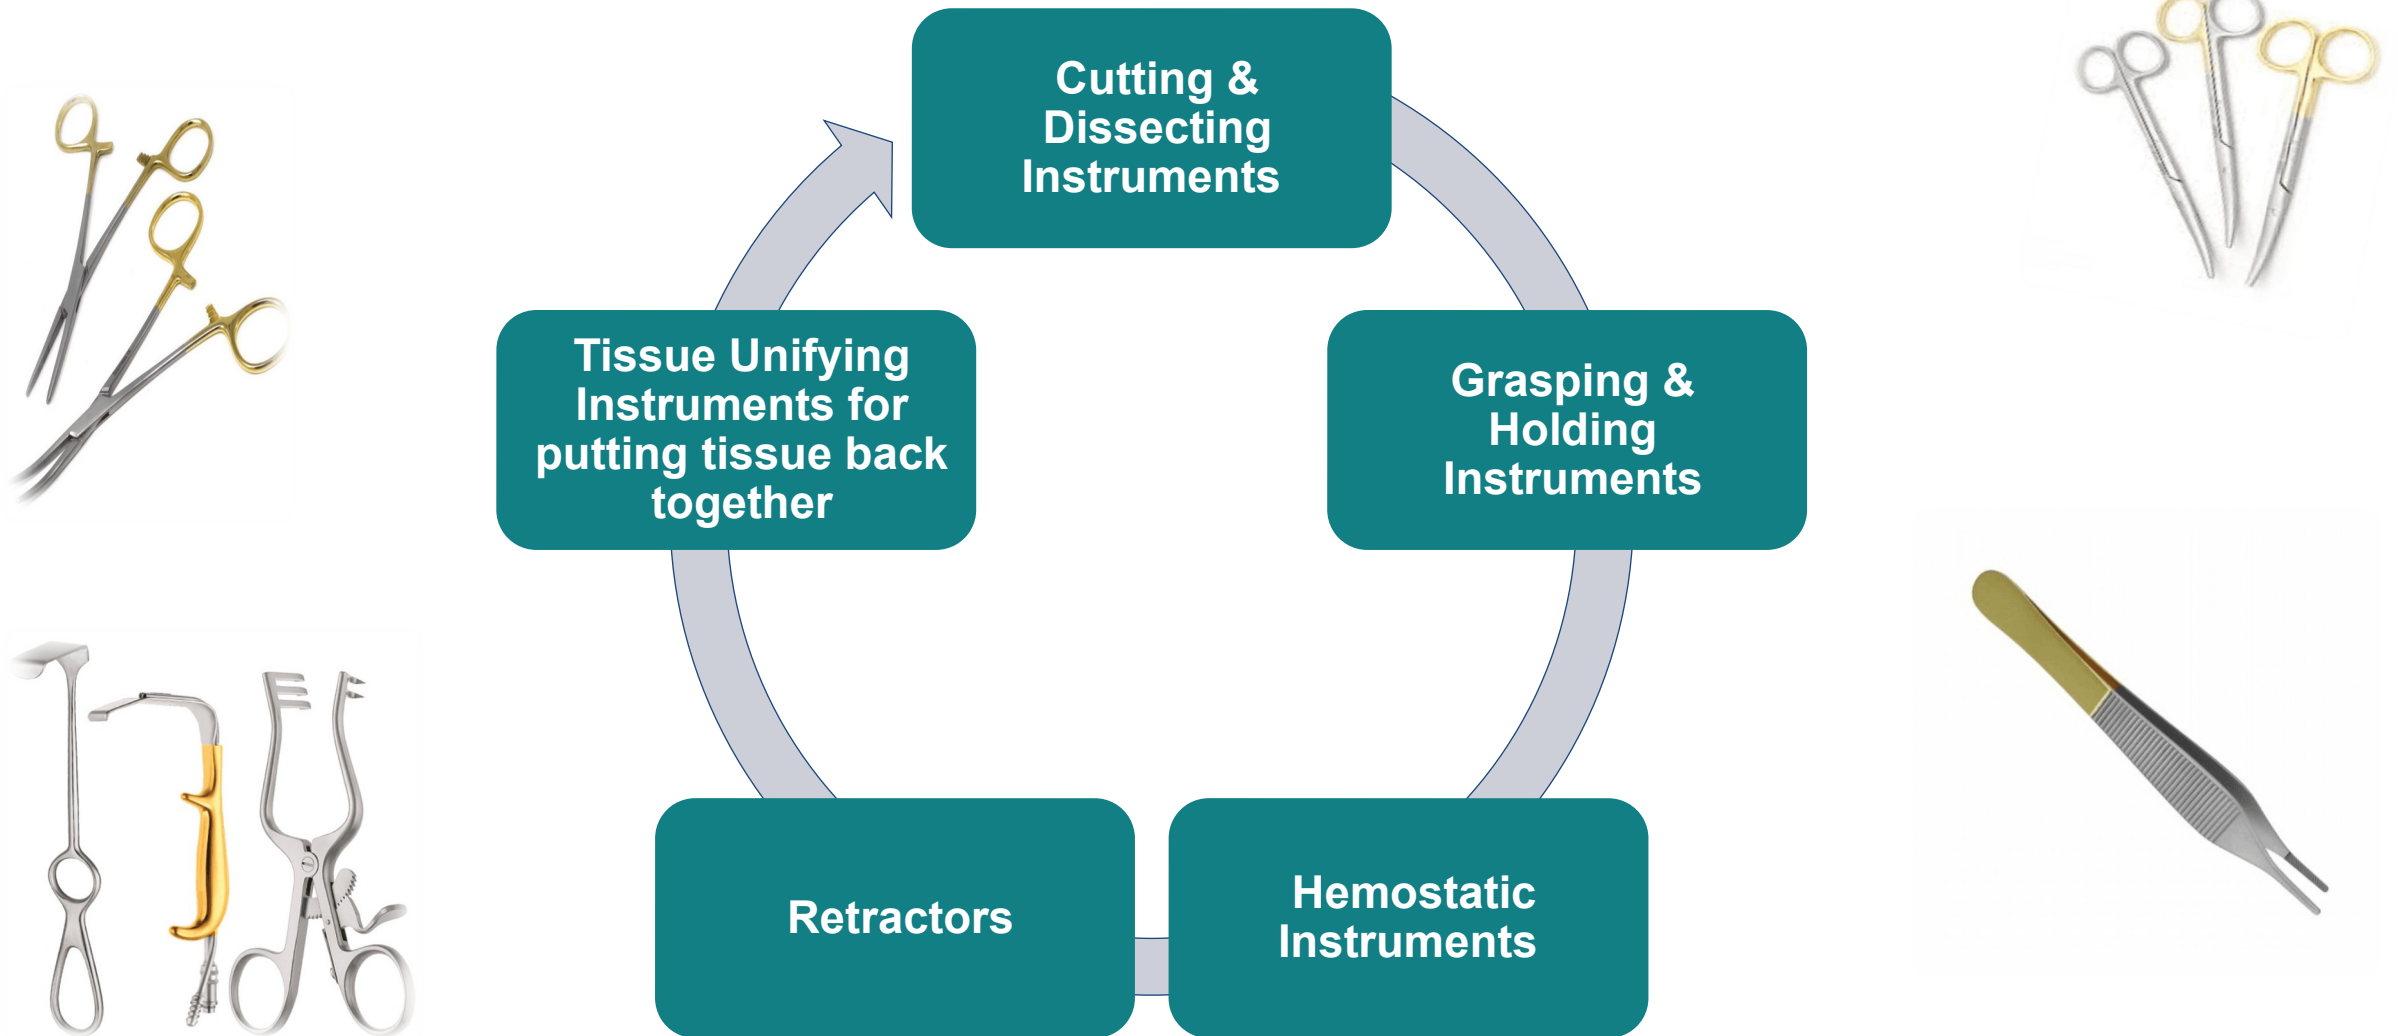 Cutting &
Dissecting
Instruments
Tissue Unifying
Instruments for
putting tissue back
together
Grasping &
Holding
Instruments
Retractors
Hemostatic
Instruments